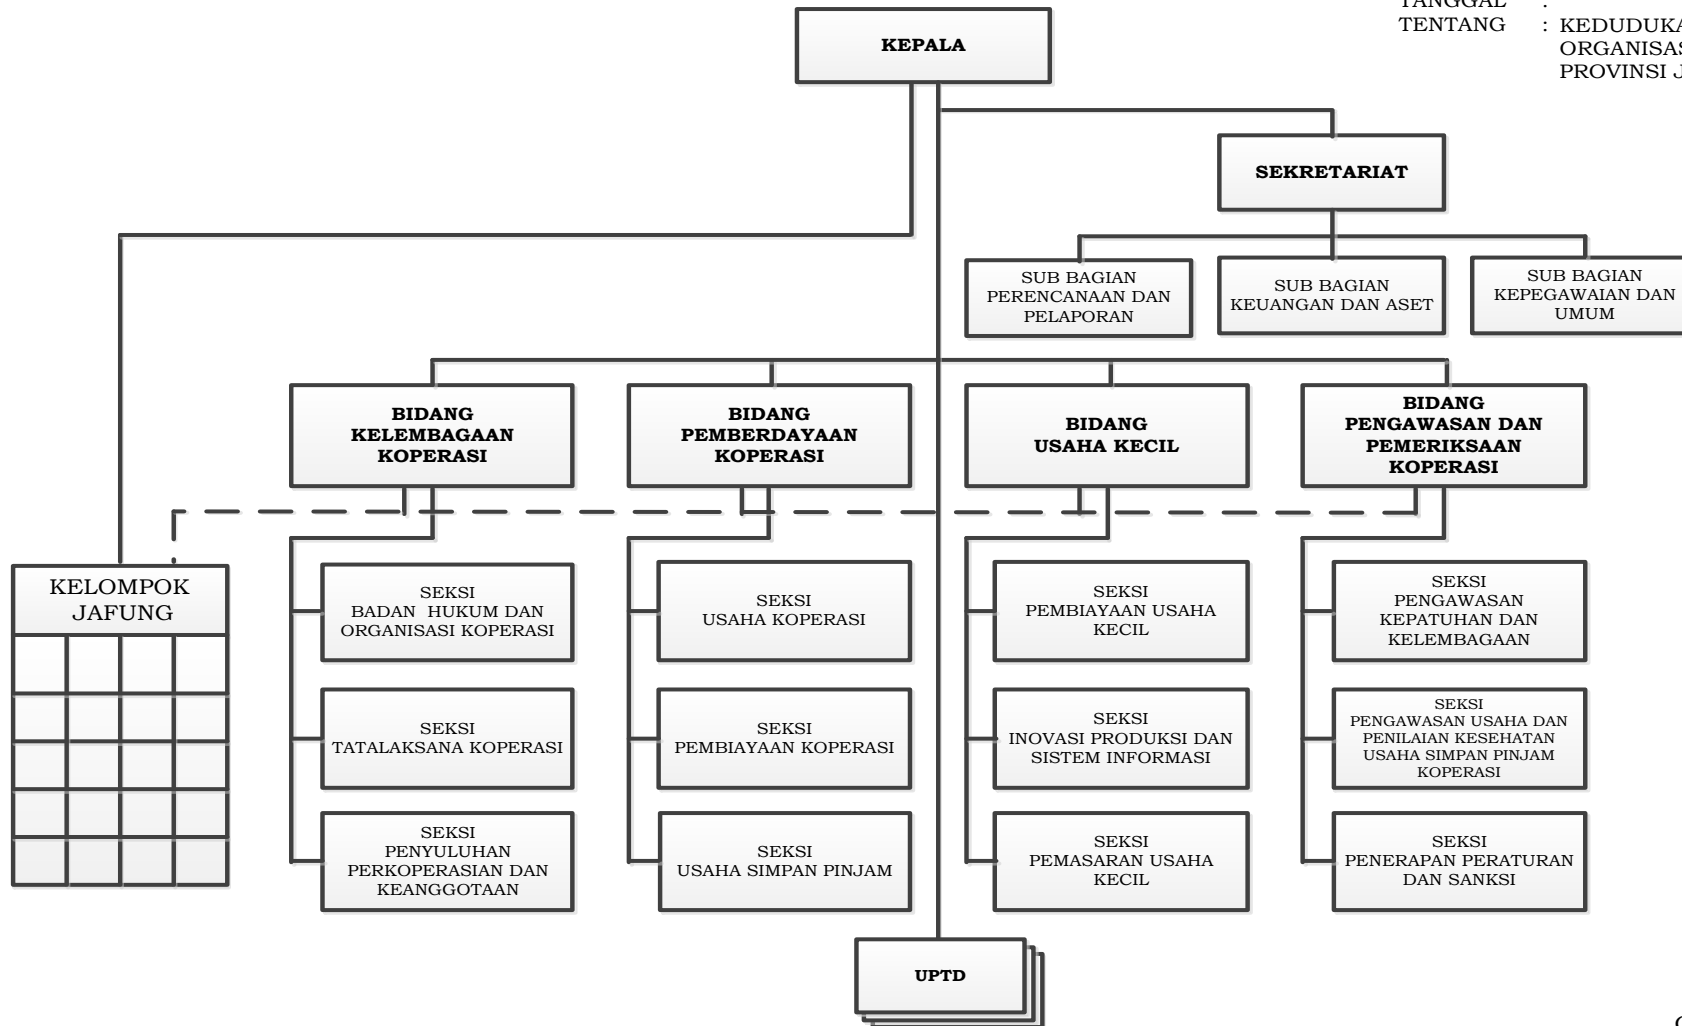 TANGGAL :
TENTANG :
ORGANISAS
PROVINSI J
KEPALA
SEKRETARIAT
SUB BAGIAN
PERENCANAAN DAN
PELAPORAN
SUB BAGIAN
KEUANGAN DAN ASET
SUB BAGIAN
KEPEGAWAIAN DAN
UMUM
BIDANG
KELEMBAGAAN
KOPERASI
BIDANG
PEMBERDAYAAN
KOPERASI
BIDANG
USAHA KECIL
BIDANG
PENGAWASAN DAN
PEMERIKSAAN
KOPERASI
KELOMPOK
JAFUNG
SEKSI
BADAN HUKUM DAN
ORGANISASI KOPERASI
SEKSI
USAHA KOPERASI
SEKSI
PEMBIAYAAN USAHA
KECIL
SEKSI
PENGAWASAN
KEPATUHAN DAN
KELEMBAGAAN
SEKSI
TATALAKSANA KOPERASI
SEKSI
PEMBIAYAAN KOPERASI
SEKSI
INOVASI PRODUKSI DAN
SISTEM INFORMASI
SEKSI
PENGAWASAN USAHA DAN
PENILAIAN KESEHATAN
USAHA SIMPAN PINJAM
KOPERASI
SEKSI
PENYULUHAN
PERKOPERASIAN DAN
KEANGGOTAAN
SEKSI
USAHA SIMPAN PINJAM
SEKSI
PEMASARAN USAHA
KECIL
SEKSI
PENERAPAN PERATURAN
DAN SANKSI
UPTD